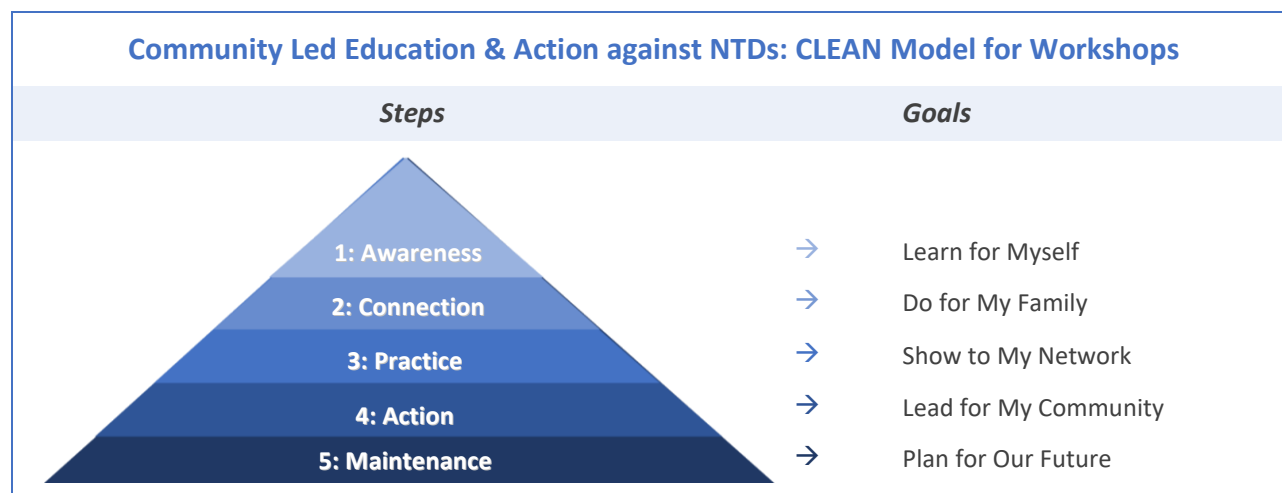 Community Led Education & Action against NTDs: CLEAN Model for Workshops
Steps Goals
1: Awareness → Learn for Myself
2: Connection → Do for My Family
3: Practice → Show to My Network
4: Action → Lead for My Community
5: Maintenance → Plan for Our Future